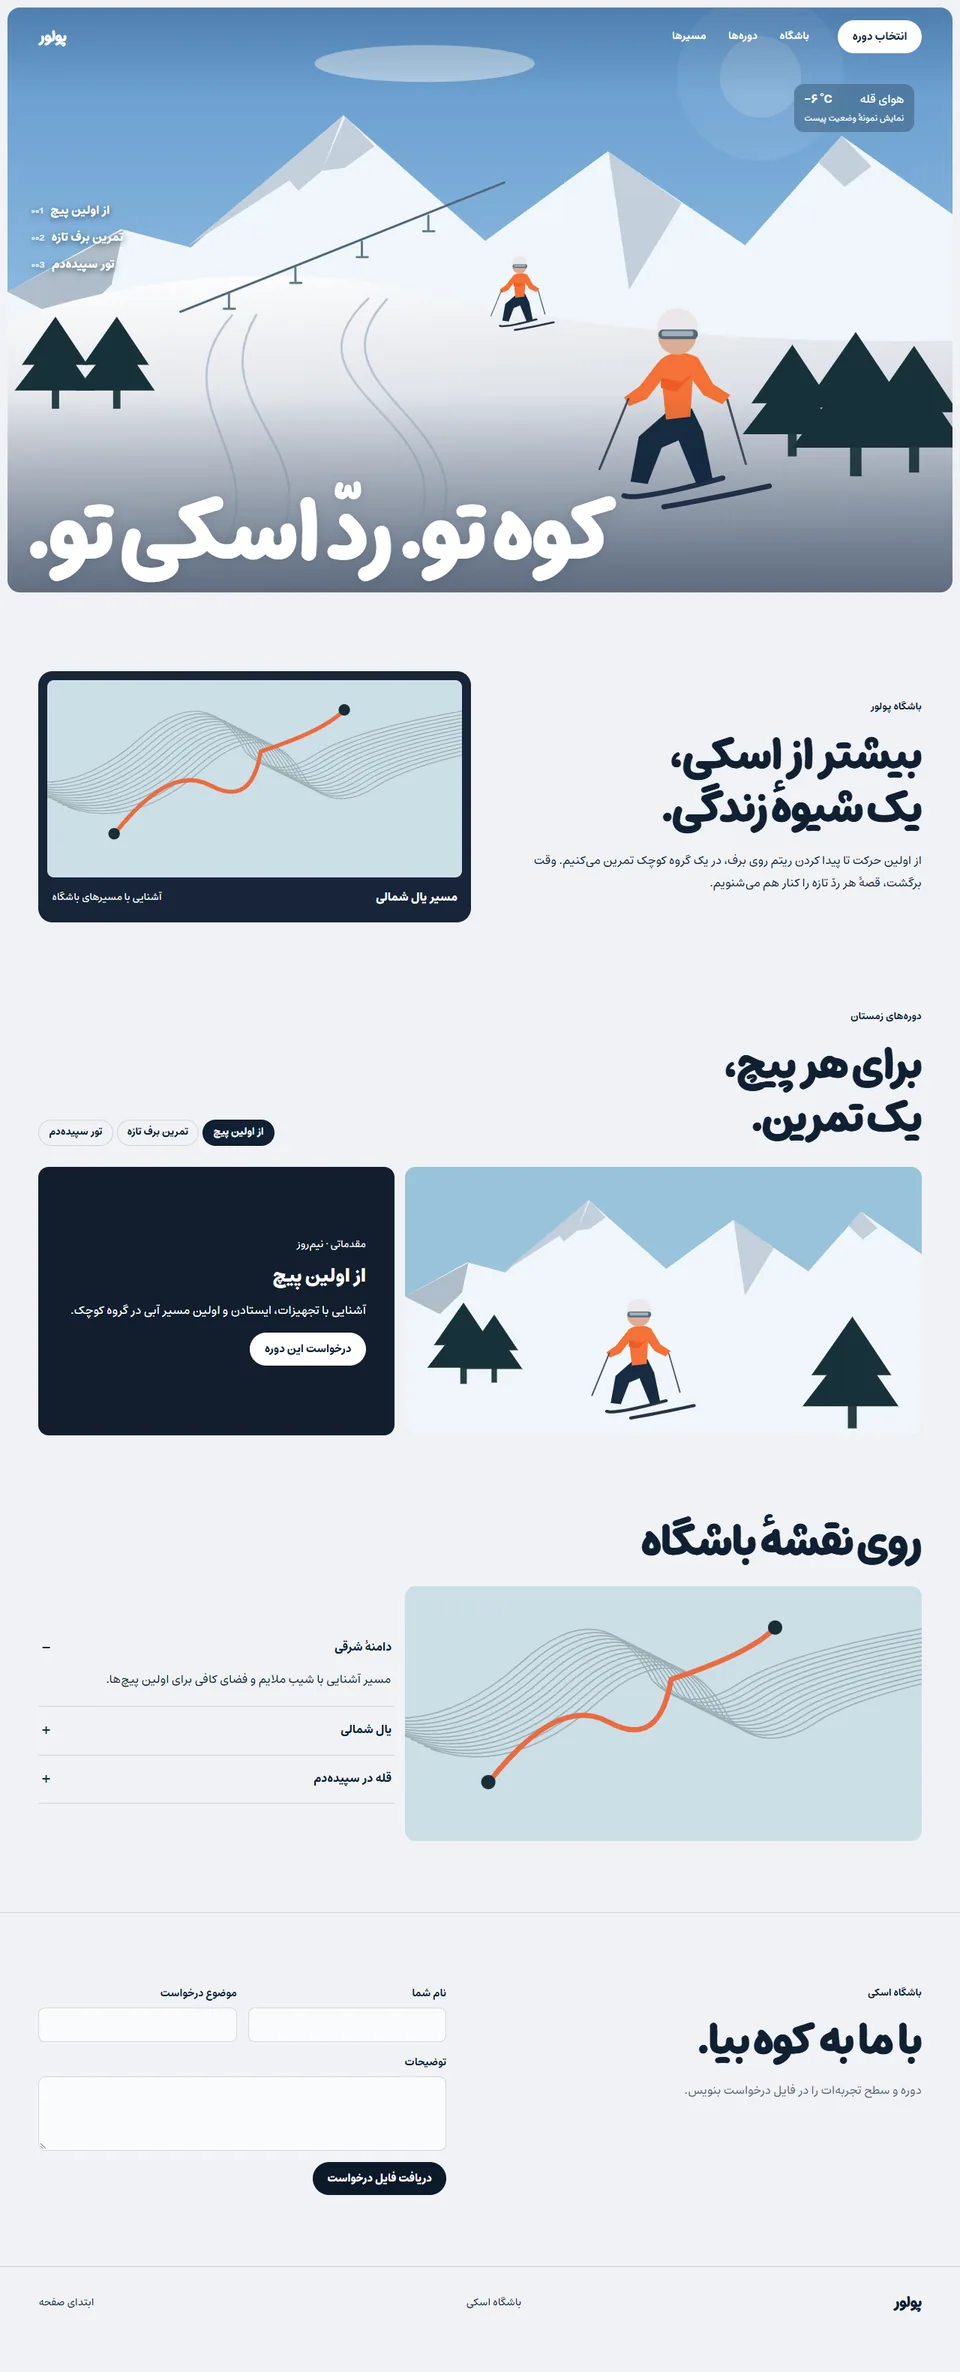 انتخاب دوره
باشگاه
دوره‌ها
مسیرها
پولور
هوای قله
−۶°C
نمایش نمونهٔ وضعیت پیست
از اولین پیچ
تمرین برف تازه
تور سپیده‌دم
کوه تو. ردّ اسکی تو.
باشگاه پولور
بیشتر از اسکی،
یک شیوهٔ زندگی.
از اولین حرکت تا پیدا کردن ریتم روی برف، در یک گروه کوچک تمرین می‌کنیم. وقت
برگشت، قصهٔ هر ردّ تازه را کنار هم می‌شنویم.
مسیر یال شمالی
آشنایی با مسیرهای باشگاه
دوره‌های زمستان
برای هر پیچ،
یک تمرین.
از اولین پیچ
تمرین برف تازه
تور سپیده‌دم
مقدماتی · نیم‌روز
از اولین پیچ
آشنایی با تجهیزات، ایستادن و اولین مسیر آبی در گروه کوچک.
درخواست این دوره
روی نقشهٔ باشگاه
دامنهٔ شرقی −
مسیر آشنایی با شیب ملایم و فضای کافی برای اولین پیچ‌ها.
یال شمالی +
قله در سپیده‌دم +
باشگاه اسکی
با ما به کوه بیا.
دوره و سطح تجربه‌ات را در فایل درخواست بنویس.
نام شما
موضوع درخواست
توضیحات
دریافت فایل درخواست
پولور
باشگاه اسکی
ابتدای صفحه